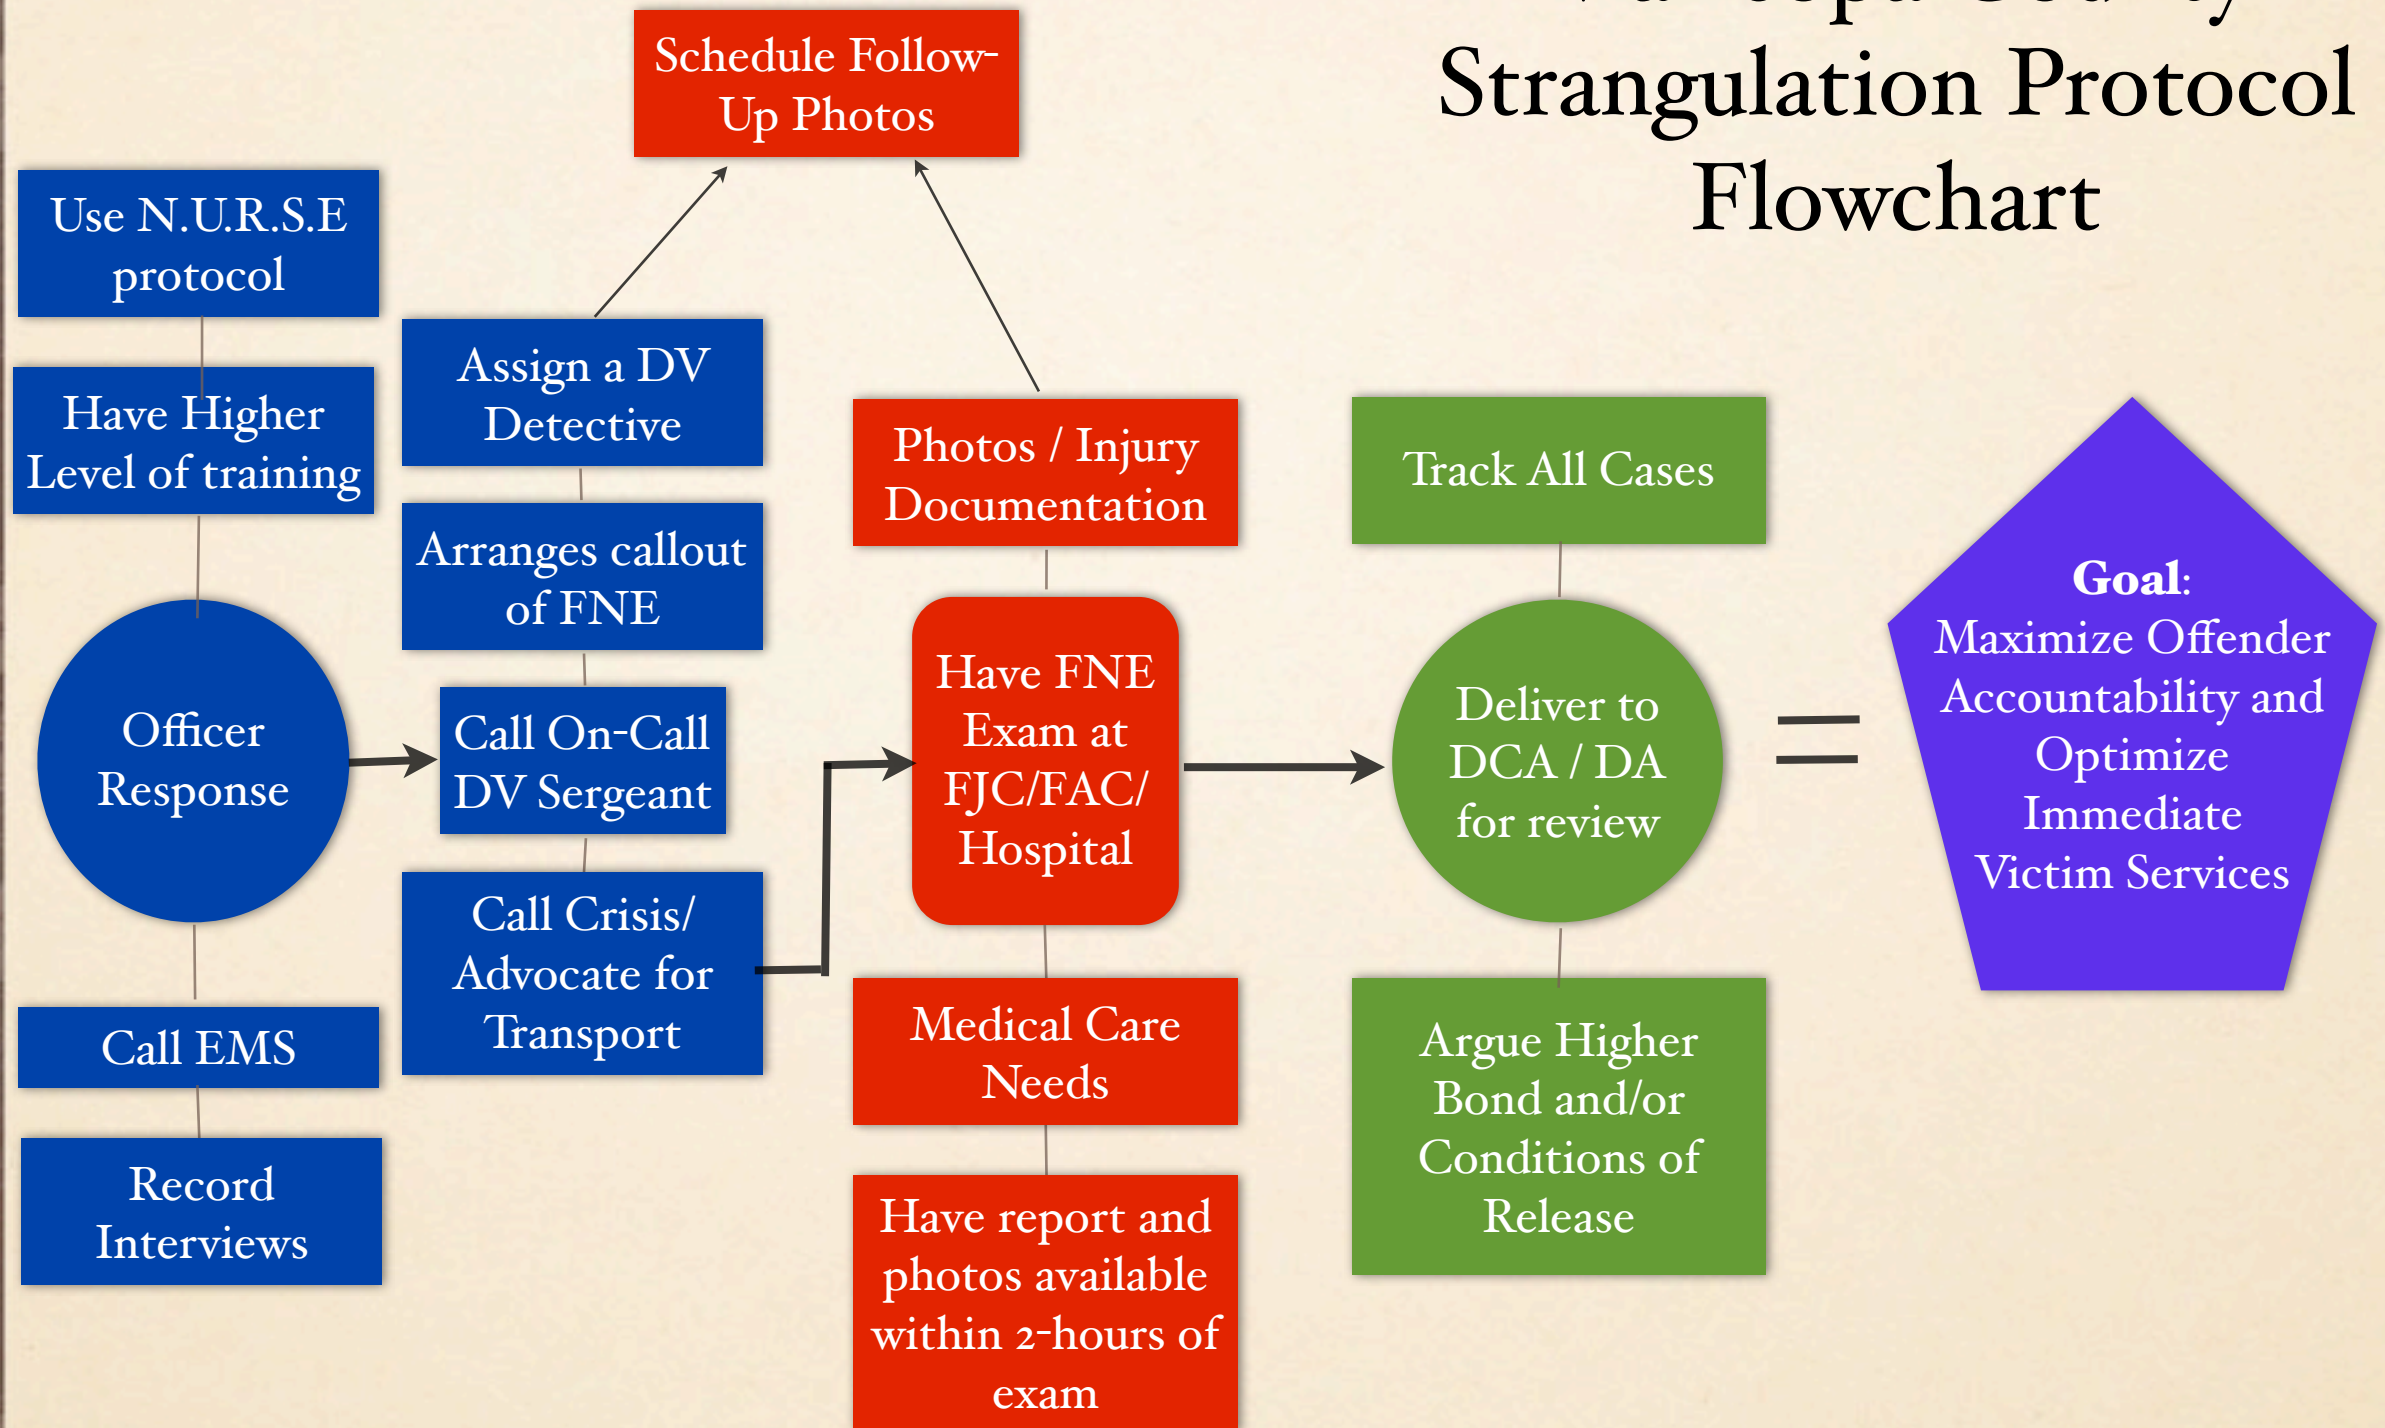 Strangulation Protocol
Flowchart
Schedule Follow-
Up Photos
Use N.U.R.S.E
protocol
Have Higher
Level of training
Officer
Response
Call EMS
Record
Interviews
Assign a DV
Detective
Arranges callout
of FNE
Call On-Call
DV Sergeant
Call Crisis/
Advocate for
Transport
Photos / Injury
Documentation
Have FNE
Exam at
FJC/FAC/
Hospital
Medical Care
Needs
Have report and
photos available
within 2-hours of
exam
Track All Cases
Deliver to
DCA / DA
for review
Argue Higher
Bond and/or
Conditions of
Release
=
Goal:
Maximize Offender
Accountability and
Optimize
Immediate
Victim Services